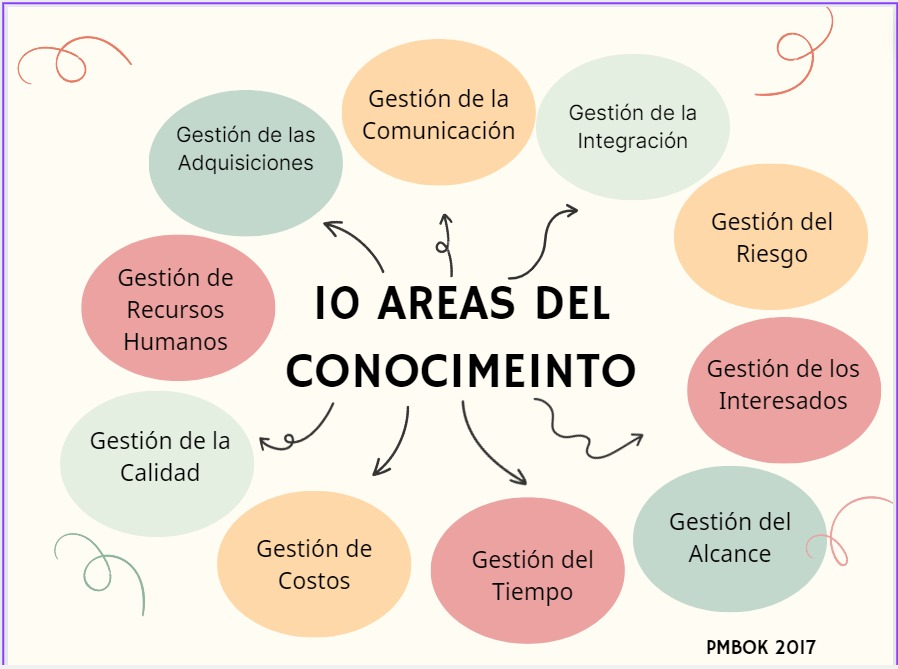 Gestión de la
Comunicación
Gestión de la
Integración
Gestión de las
Adquisiciones
Gestión del
Riesgo
Gestión de
Recursos
Humanos
10 AREAS DEL
CONOCIMEINTO
Gestión de los
Interesados
Gestión de la
Calidad
Gestión del
Alcance
Gestión de
Costos
Gestión del
Tiempo
PMBOK 2017